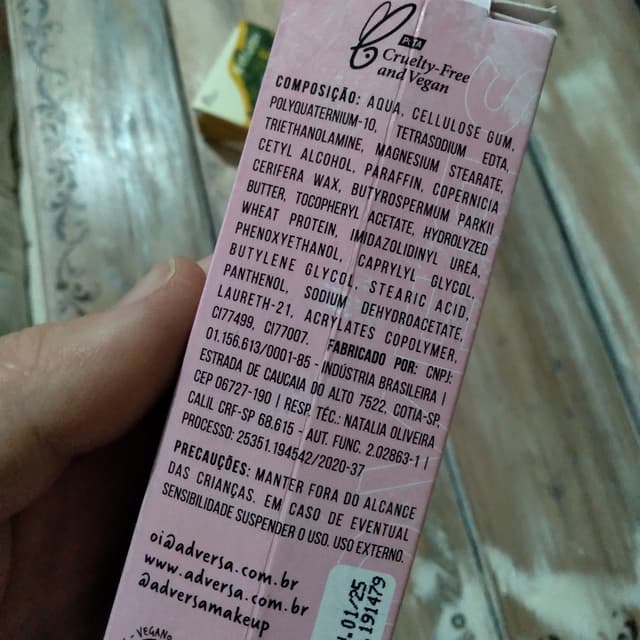 PETA
Cruelty-Free
and Vegan
COMPOSIÇÃO: AQUA, CELLULOSE GUM,
POLYQUATERNIUM-10, TETRASODIUM EDTA,
TRIETHANOLAMINE, MAGNESIUM STEARATE,
CETYL ALCOHOL, PARAFFIN, COPERNICIA
CERIFERA WAX, BUTYROSPERMUM PARKII
BUTTER, TOCOPHERYL ACETATE, HYDROLYZED
WHEAT PROTEIN, IMIDAZOLIDINYL UREA,
PHENOXYETHANOL, CAPRYLYL GLYCOL,
BUTYLENE GLYCOL, STEARIC ACID,
PANTHENOL, SODIUM DEHYDROACETATE,
LAURETH-21, ACRYLATES COPOLYMER,
CI77499, CI77007. FABRICADO POR: CNPJ:
01.156.613/0001-85 INDÚSTRIA BRASILEIRA |
ESTRADA DE CAUCAIA DO ALTO 7522, COTIA-SP,
CEP 06727-190 | RESP. TÉC.: NATALIA OLIVEIRA
CALIL CRF-SP 68.615 - AUT. FUNC. 2.02863-1 |
PROCESSO: 25351.194542/2020-37
PRECAUÇÕES: MANTER FORA DO ALCANCE
DAS CRIANÇAS. EM CASO DE EVENTUAL
SENSIBILIDADE SUSPENDER O USO. USO EXTERNO.
oi@adversa.com.br
www.adversa.com.br
@adversamakeup
VEGANO
01/25
191479